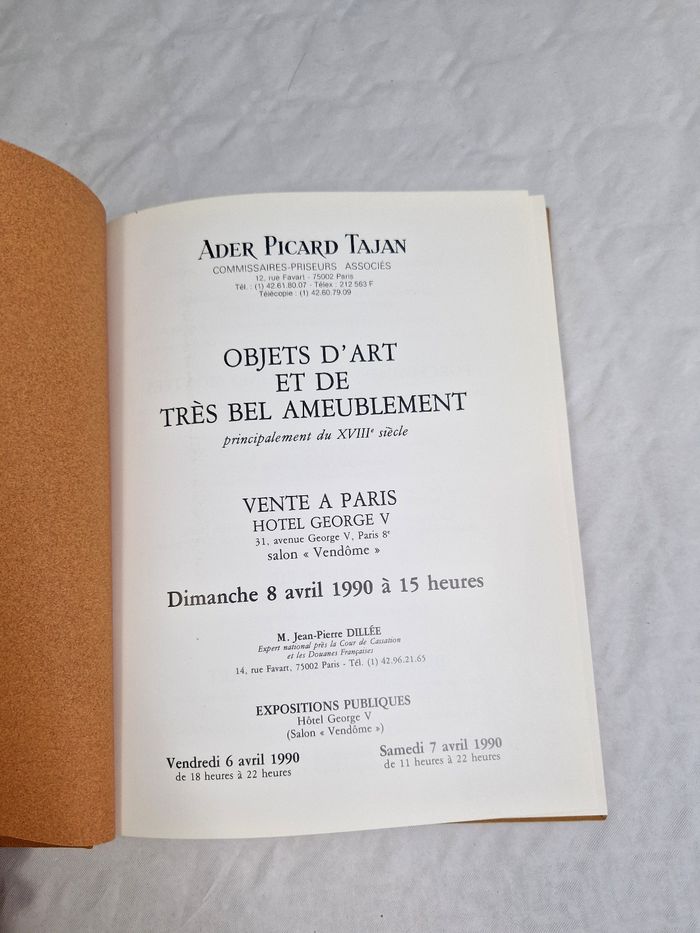 ADER PICARD TAJAN
COMMISSAIRES-PRISEURS ASSOCIÉS
12, rue Favart - 75002 Paris
Tél. : (1) 42.61.80.07 - Télex : 212 563 F
Télécopie : (1) 42.60.79.09
OBJETS D'ART
ET DE
TRÈS BEL AMEUBLEMENT
principalement du XVIIIe siècle
VENTE A PARIS
HOTEL GEORGE V
31, avenue George V, Paris 8e
salon « Vendôme »
Dimanche 8 avril 1990 à 15 heures
M. Jean-Pierre DILLÉE
Expert national près la Cour de Cassation
et les Douanes Françaises
14, rue Favart, 75002 Paris - Tél. (1) 42.96.21.65
EXPOSITIONS PUBLIQUES
Hôtel George V
(Salon « Vendôme »)
Vendredi 6 avril 1990
de 18 heures à 22 heures
Samedi 7 avril 1990
de 11 heures à 22 heures